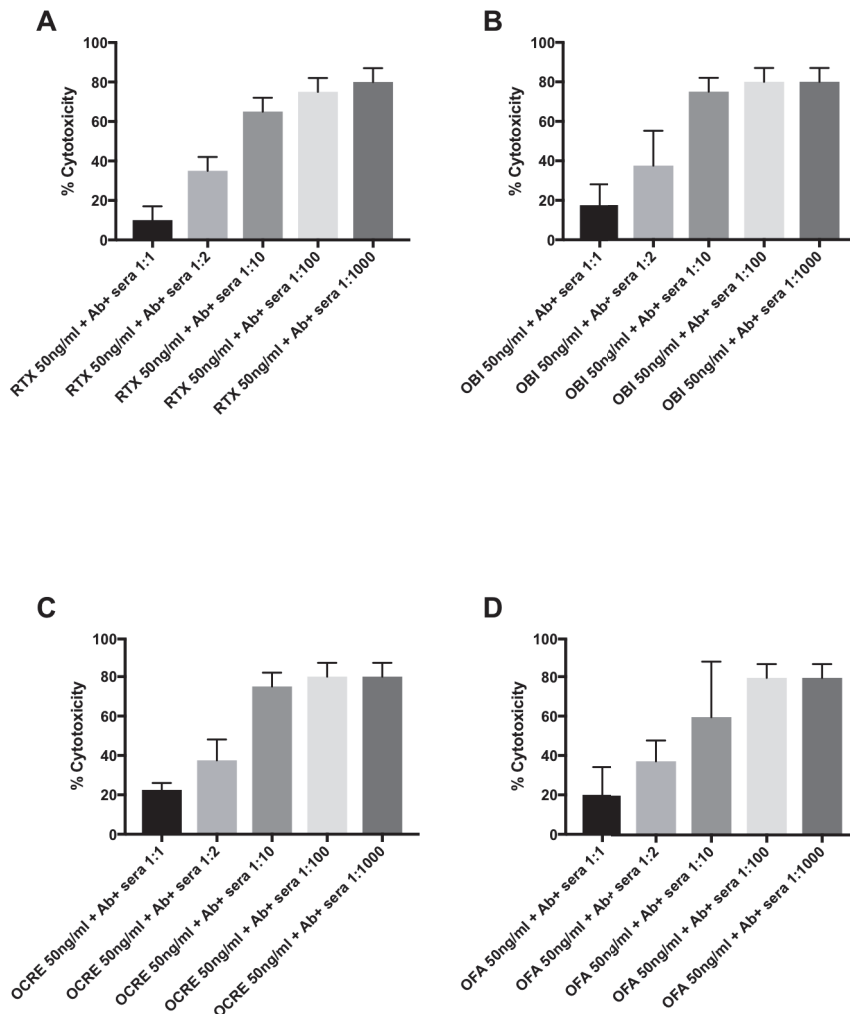 A
% Cytotoxicity
100
80
60
40
20
0
RTX 50ng/ml + Ab+ sera 1:1
RTX 50ng/ml + Ab+ sera 1:2
RTX 50ng/ml + Ab+ sera 1:10
RTX 50ng/ml + Ab+ sera 1:100
RTX 50ng/ml + Ab+ sera 1:1000
B
% Cytotoxicity
100
80
60
40
20
0
OBI 50ng/ml + Ab+ sera 1:1
OBI 50ng/ml + Ab+ sera 1:2
OBI 50ng/ml + Ab+ sera 1:10
OBI 50ng/ml + Ab+ sera 1:100
OBI 50ng/ml + Ab+ sera 1:1000
C
% Cytotoxicity
100
80
60
40
20
0
OCRE 50ng/ml + Ab+ sera 1:1
OCRE 50ng/ml + Ab+ sera 1:2
OCRE 50ng/ml + Ab+ sera 1:10
OCRE 50ng/ml + Ab+ sera 1:100
OCRE 50ng/ml + Ab+ sera 1:1000
D
% Cytotoxicity
100
80
60
40
20
0
OFA 50ng/ml + Ab+ sera 1:1
OFA 50ng/ml + Ab+ sera 1:2
OFA 50ng/ml + Ab+ sera 1:10
OFA 50ng/ml + Ab+ sera 1:100
OFA 50ng/ml + Ab+ sera 1:1000